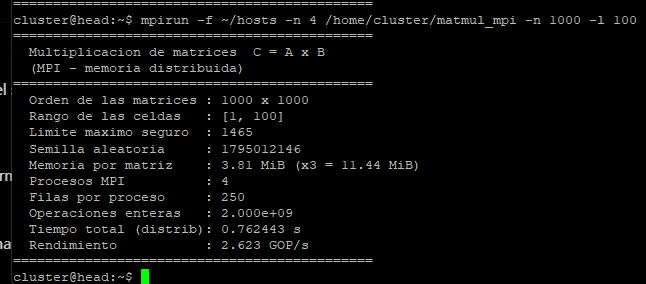 cluster@head:~$ mpirun -f ~/hosts -n 4 /home/cluster/matmul_mpi -n 1000 -l 100
================================================
  Multiplicacion de matrices  C = A x B
  (MPI - memoria distribuida)
================================================
  Orden de las matrices : 1000 x 1000
  Rango de las celdas   : [1, 100]
  Limite maximo seguro  : 1465
  Semilla aleatoria     : 1795012146
  Memoria por matriz    : 3.81 MiB (x3 = 11.44 MiB)
  Procesos MPI          : 4
  Filas por proceso     : 250
  Operaciones enteras   : 2.000e+09
  Tiempo total (distrib): 0.762443 s
  Rendimiento           : 2.623 GOP/s
================================================
cluster@head:~$